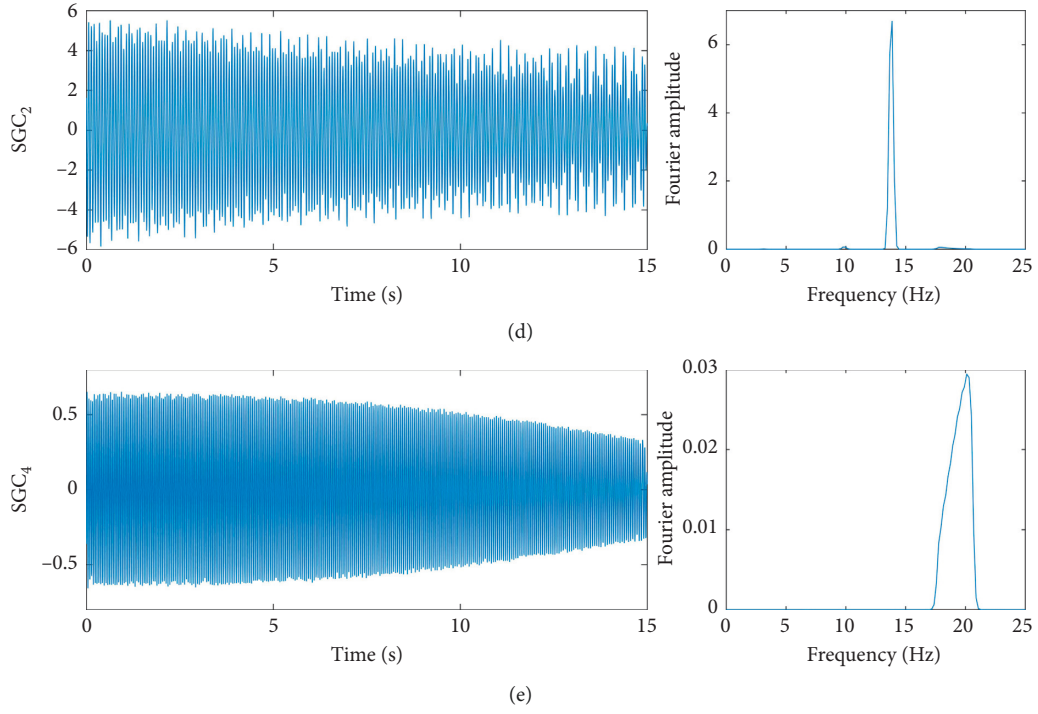 SGC2
6
4
2
0
−2
−4
−6
0 5 10 15
Time (s)
Fourier amplitude
6
4
2
0
0 5 10 15 20 25
Frequency (Hz)
(d)
SGC4
0.5
0
−0.5
0 5 10 15
Time (s)
Fourier amplitude
0.03
0.02
0.01
0
0 5 10 15 20 25
Frequency (Hz)
(e)